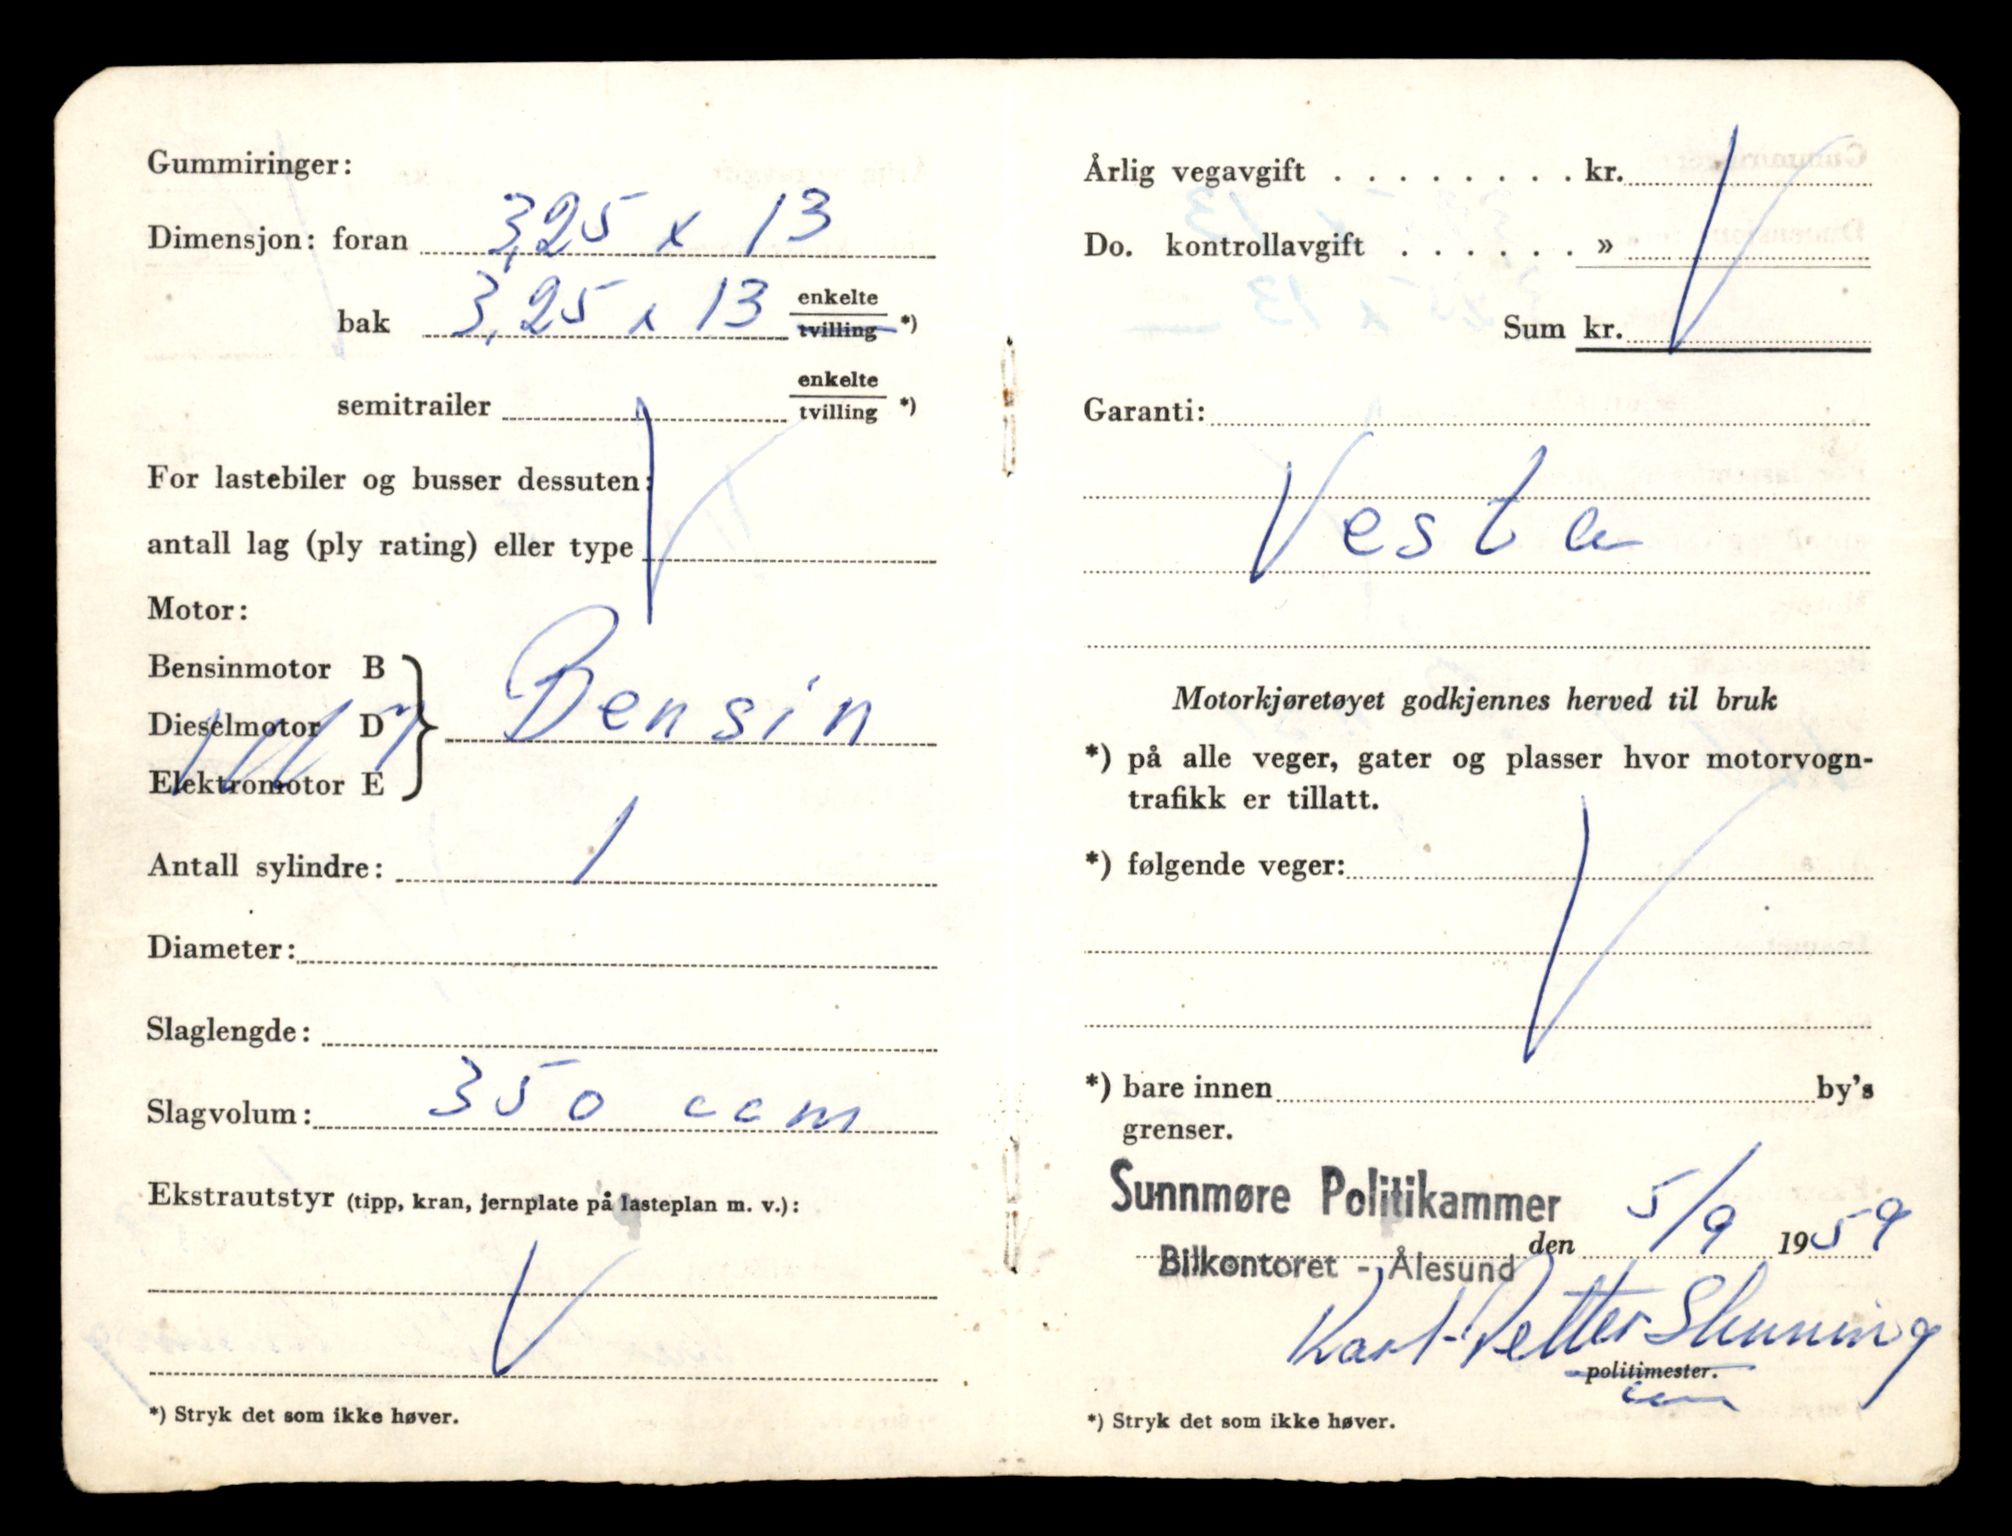 Gummiringer:
Dimensjon: foran 3,25 x 13
bak 3,25 x 13 enkelte
tvilling *)
semitrailer enkelte
tvilling *)
For lastebiler og busser dessuten:
antall lag (ply rating) eller type
Motor:
Bensinmotor B
Dieselmotor D Bensin
Elektromotor E
Antall sylindre: 1
Diameter:
Slaglengde:
Slagvolum: 350 ccm
Ekstrautstyr (tipp, kran, jernplate på lasteplan m. v.):
*) Stryk det som ikke høver.
Årlig vegavgift . . . . . . . . kr.
Do. kontrollavgift . . . . . . »
Sum kr.
Garanti:
Vesta
Motorkjøretøyet godkjennes herved til bruk
*) på alle veger, gater og plasser hvor motorvogn-
trafikk er tillatt.
*) følgende veger:
*) bare innen by's
grenser.
Sunnmøre Politikammer
den 5/9 1959
Bilkontoret - Ålesund
Karl-Petter
politimester.
*) Stryk det som ikke høver.